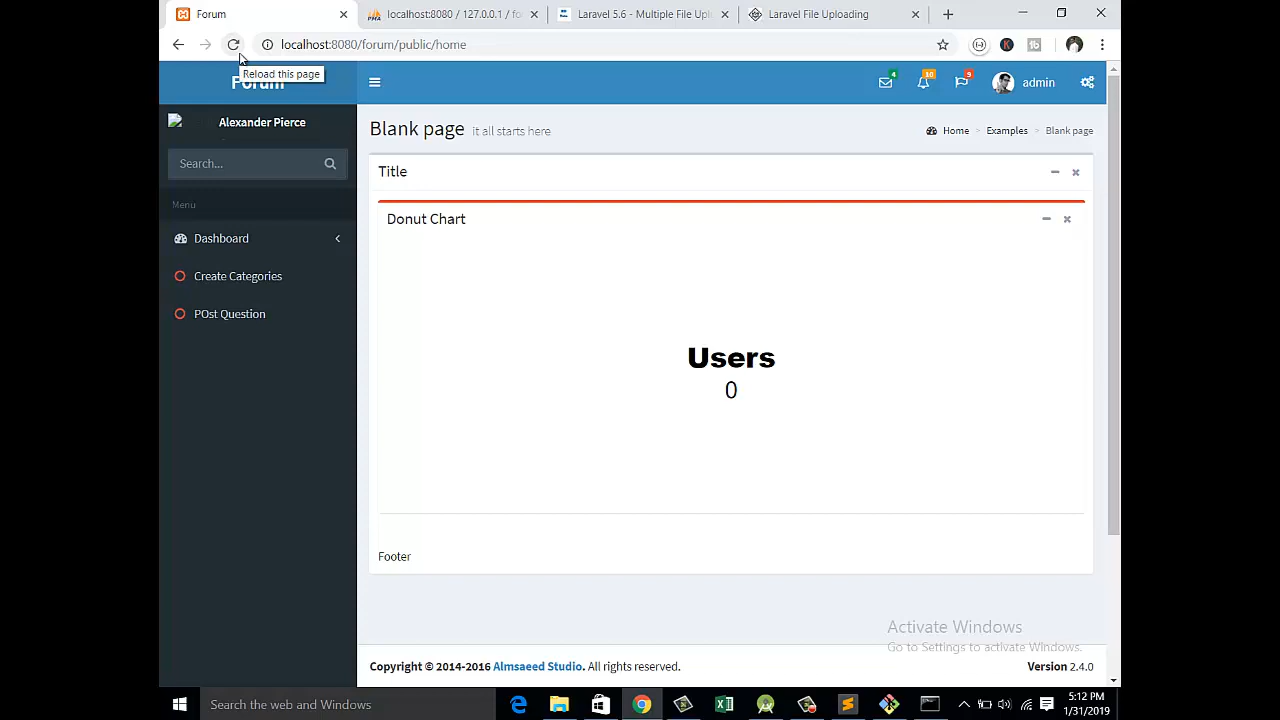 Forum
localhost:8080 / 127.0.0.1 / fo
Laravel 5.6 - Multiple File Upl
Laravel File Uploading
localhost:8080/forum/public/home
Reload this page
Forum
4
10
9
admin
Alexander Pierce
Blank page it all starts here
Home > Examples > Blank page
Search...
Title
Menu
Donut Chart
Dashboard
Create Categories
POst Question
Users
0
Footer
Activate Windows
Go to Settings to activate Windows.
Copyright © 2014-2016 Almsaeed Studio. All rights reserved.
Version 2.4.0
Search the web and Windows
5:12 PM
1/31/2019